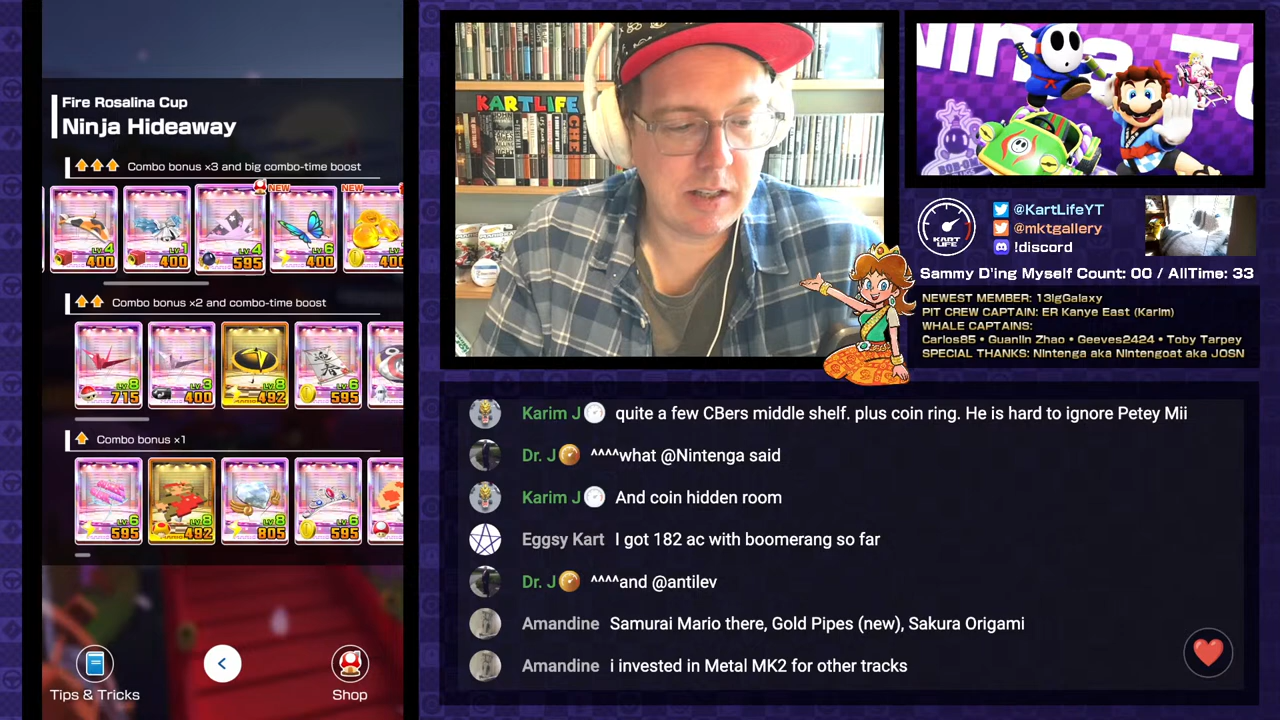 Fire Rosalina Cup
Ninja Hideaway
Combo bonus ×3 and big combo-time boost
NEW
NEW
LV.4
LV.1
LV.4
LV.6
400
400
595
400
400
Combo bonus ×2 and combo-time boost
LV.8
LV.3
LV.8
LV.6
715
400
492
595
Combo bonus ×1
LV.6
LV.8
LV.8
LV.6
595
492
805
595
Tips & Tricks
<
Shop
KARTLIFE
CHE
Ninja To
KART LIFE
@KartLifeYT
@mktgallery
!discord
Sammy D'ing Myself Count: 00 / AllTime: 33
NEWEST MEMBER: 13lgGalaxy
PIT CREW CAPTAIN: ER Kanye East (Karim)
WHALE CAPTAINS:
Carlos85 • Guanlin Zhao • Geeves2424 • Toby Tarpey
SPECIAL THANKS: Nintenga aka Nintengoat aka JOSN
Karim J quite a few CBers middle shelf. plus coin ring. He is hard to ignore Petey Mii
Dr. J ^^^^what @Nintenga said
Karim J And coin hidden room
Eggsy Kart I got 182 ac with boomerang so far
Dr. J ^^^^and @antilev
Amandine Samurai Mario there, Gold Pipes (new), Sakura Origami
Amandine i invested in Metal MK2 for other tracks